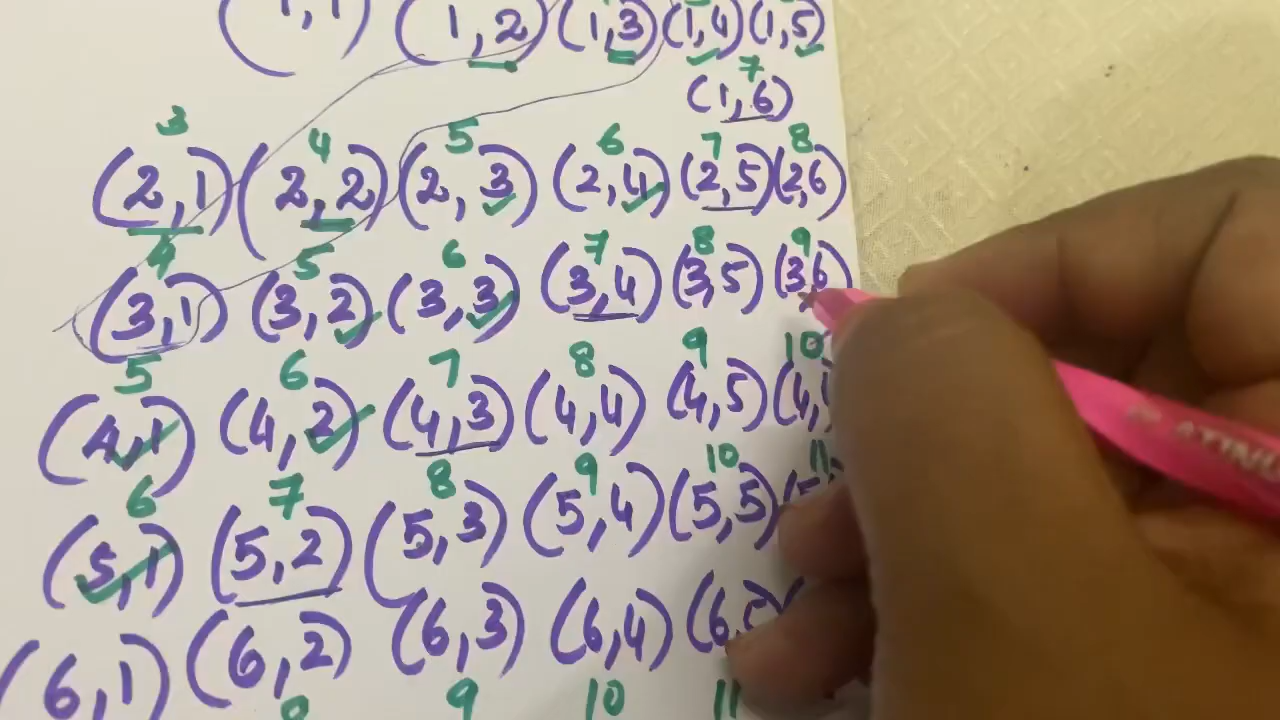 (1,1) (1,2) (1,3) (1,4) (1,5)
7
(1,6)
3 4 5 6 7 8
(2,1) (2,2) (2,3) (2,4) (2,5) (2,6)
4 5 6 7 8 9
(3,1) (3,2) (3,3) (3,4) (3,5) (3,6)
5 6 7 8 9 10
(4,1) (4,2) (4,3) (4,4) (4,5) (4,
6 7 8 9 10 11
(5,1) (5,2) (5,3) (5,4) (5,5) (5,
(6,1) (6,2) (6,3) (6,4) (6,
9 10 11